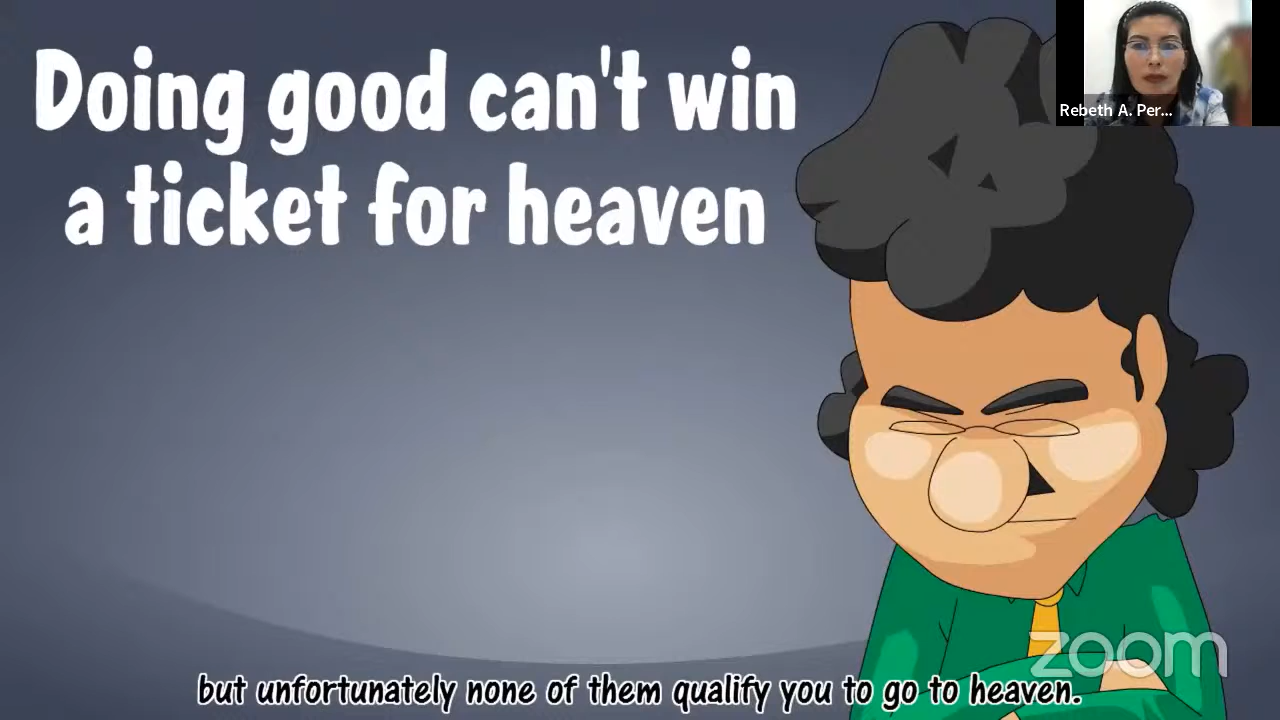 Doing good can't win
a ticket for heaven
Rebeth A. Per...
zoom
but unfortunately none of them qualify you to go to heaven.